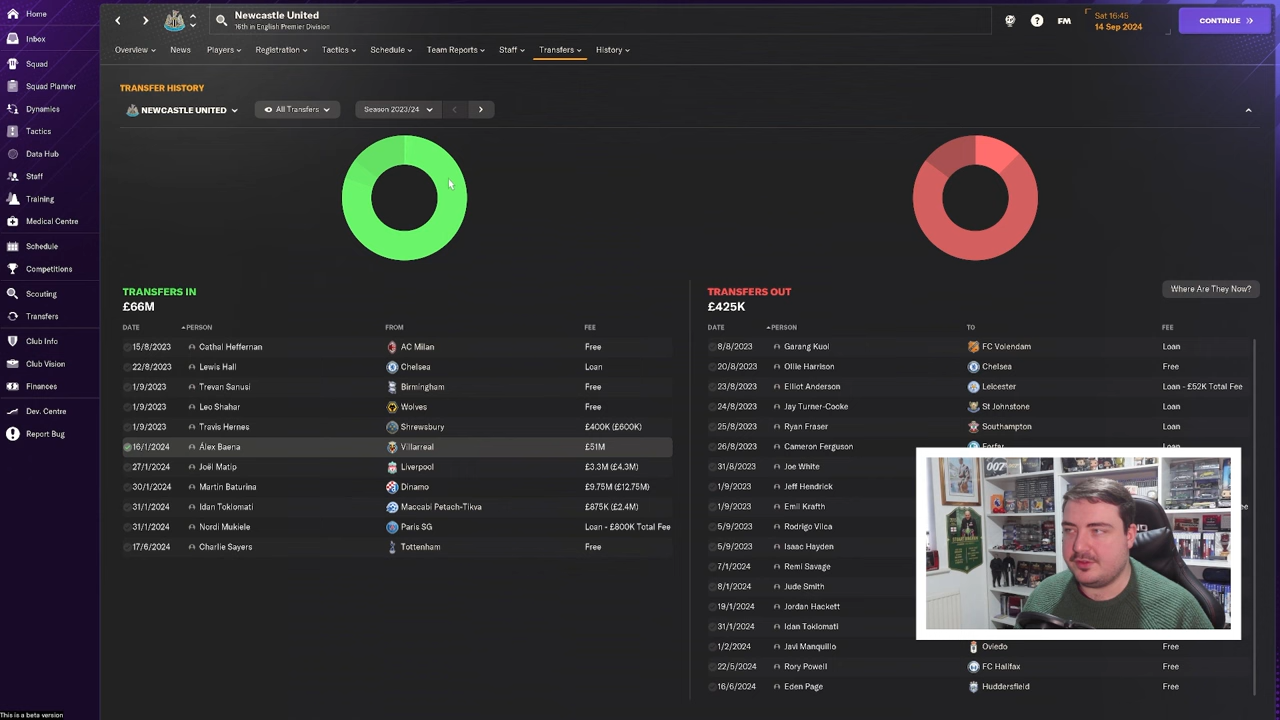 Home
Inbox
Squad
Squad Planner
Dynamics
Tactics
Data Hub
Staff
Training
Medical Centre
Schedule
Competitions
Scouting
Transfers
Club Info
Club Vision
Finances
Dev. Centre
Report Bug
This is a beta version
Newcastle United
16th in English Premier Division
FM
Sat 16:45
14 Sep 2024
CONTINUE
Overview News Players Registration Tactics Schedule Team Reports Staff Transfers History
TRANSFER HISTORY
NEWCASTLE UNITED All Transfers Season 2023/24
TRANSFERS IN
£66M
DATE PERSON FROM FEE
15/8/2023 Cathal Heffernan AC Milan Free
22/8/2023 Lewis Hall Chelsea Loan
1/9/2023 Trevan Sanusi Birmingham Free
1/9/2023 Leo Shahar Wolves Free
1/9/2023 Travis Hernes Shrewsbury £400K (£600K)
16/1/2024 Álex Baena Villarreal £51M
27/1/2024 Joël Matip Liverpool £3.3M (£4.3M)
30/1/2024 Martin Baturina Dinamo £9.75M (£12.75M)
31/1/2024 Idan Toklomati Maccabi Petach-Tikva £875K (£2.4M)
31/1/2024 Nordi Mukiele Paris SG Loan - £800K Total Fee
17/6/2024 Charlie Sayers Tottenham Free
TRANSFERS OUT
£425K
Where Are They Now?
DATE PERSON TO FEE
8/8/2023 Garang Kuol FC Volendam Loan
20/8/2023 Ollie Harrison Chelsea Free
23/8/2023 Elliot Anderson Leicester Loan - £52K Total Fee
24/8/2023 Jay Turner-Cooke St Johnstone Loan
25/8/2023 Ryan Fraser Southampton Loan
26/8/2023 Cameron Ferguson Forfar Loan
31/8/2023 Joe White
1/9/2023 Jeff Hendrick
1/9/2023 Emil Krafth
5/9/2023 Rodrigo Vilca
5/9/2023 Isaac Hayden
7/1/2024 Remi Savage
8/1/2024 Jude Smith
19/1/2024 Jordan Hackett
31/1/2024 Idan Toklomati
1/2/2024 Javi Manquillo Oviedo Free
22/5/2024 Rory Powell FC Halifax Free
16/6/2024 Eden Page Huddersfield Free
007